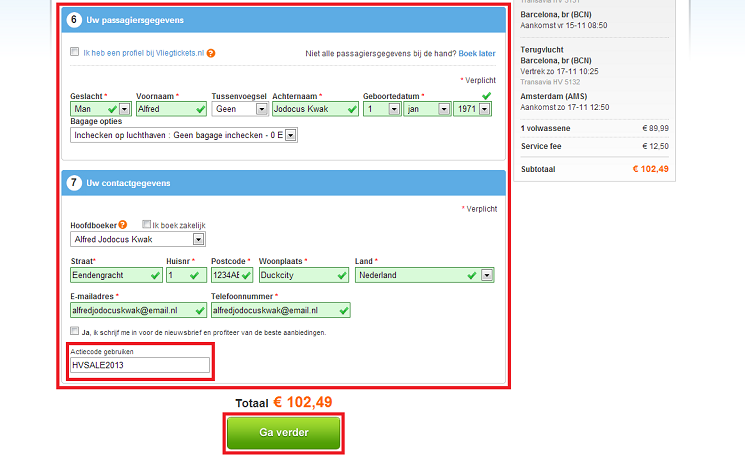 6 Uw passagiersgegevens
Ik heb een profiel bij Vliegtickets.nl ?
Niet alle passagiersgegevens bij de hand? Boek later
* Verplicht
Geslacht * Voornaam * Tussenvoegsel Achternaam * Geboortedatum *
Man Alfred Geen Jodocus Kwak 1 jan 1971
Bagage opties
Inchecken op luchthaven : Geen bagage inchecken - 0 E
7 Uw contactgegevens
* Verplicht
Hoofdboeker ? Ik boek zakelijk
Alfred Jodocus Kwak
Straat* Huisnr * Postcode * Woonplaats * Land *
Eendengracht 1 1234AE Duckcity Nederland
E-mailadres * Telefoonnummer *
alfredjodocuskwak@email.nl alfredjodocuskwak@email.nl
Ja, ik schrijf me in voor de nieuwsbrief en profiteer van de beste aanbiedingen.
Actiecode gebruiken
HVSALE2013
Totaal € 102,49
Ga verder
Barcelona, br (BCN)
Aankomst vr 15-11 08:50
Terugvlucht
Barcelona, br (BCN)
Vertrek zo 17-11 10:25
Transavia HV 5132
Amsterdam (AMS)
Aankomst zo 17-11 12:50
1 volwassene € 89,99
Service fee € 12,50
Subtotaal € 102,49